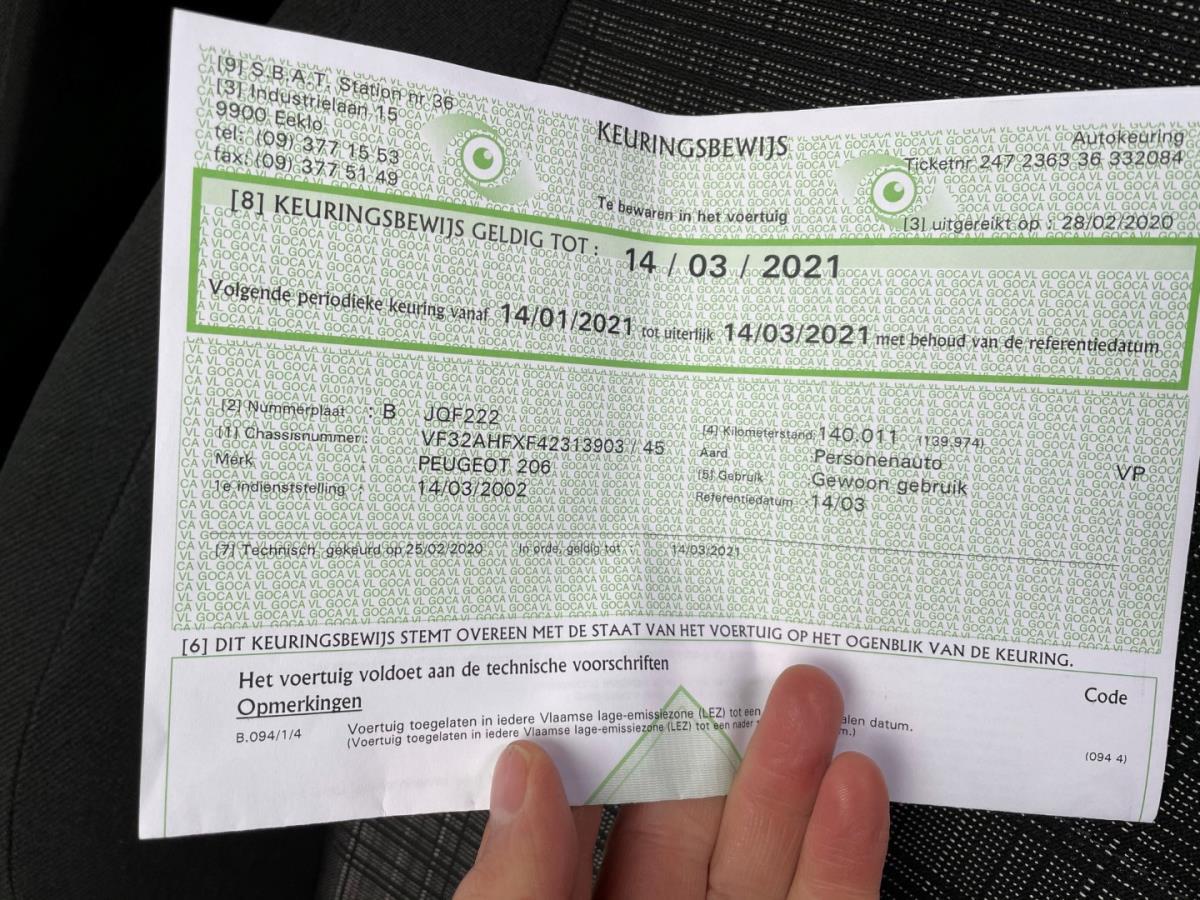 [9] S.B.A.T. Station nr 36
[3] Industrielaan 15
9900 Eeklo
tel: (09) 377 15 53
fax: (09) 377 51 49
KEURINGSBEWIJS
Te bewaren in het voertuig
Autokeuring
Ticketnr 247 2363 36 332084
[3] uitgereikt op : 28/02/2020
[8] KEURINGSBEWIJS GELDIG TOT : 14 / 03 / 2021
Volgende periodieke keuring vanaf 14/01/2021 tot uiterlijk 14/03/2021 met behoud van de referentiedatum
[2] Nummerplaat : B JQF222
[1] Chassisnummer : VF32AHFXF42313903 / 45
Merk PEUGEOT 206
1e indienststelling : 14/03/2002
[4] Kilometerstand : 140.011 (139.974)
Aard Personenauto VP
[5] Gebruik : Gewoon gebruik
Referentiedatum : 14/03
[7] Technisch gekeurd op 25/02/2020 In orde, geldig tot : 14/03/2021
[6] DIT KEURINGSBEWIJS STEMT OVEREEN MET DE STAAT VAN HET VOERTUIG OP HET OGENBLIK VAN DE KEURING.
Het voertuig voldoet aan de technische voorschriften
Opmerkingen Code
B.094/1/4 Voertuig toegelaten in iedere Vlaamse lage-emissiezone (LEZ) tot een datum.
(Voertuig toegelaten in iedere Vlaamse lage-emissiezone (LEZ) tot een nader
(094 4)